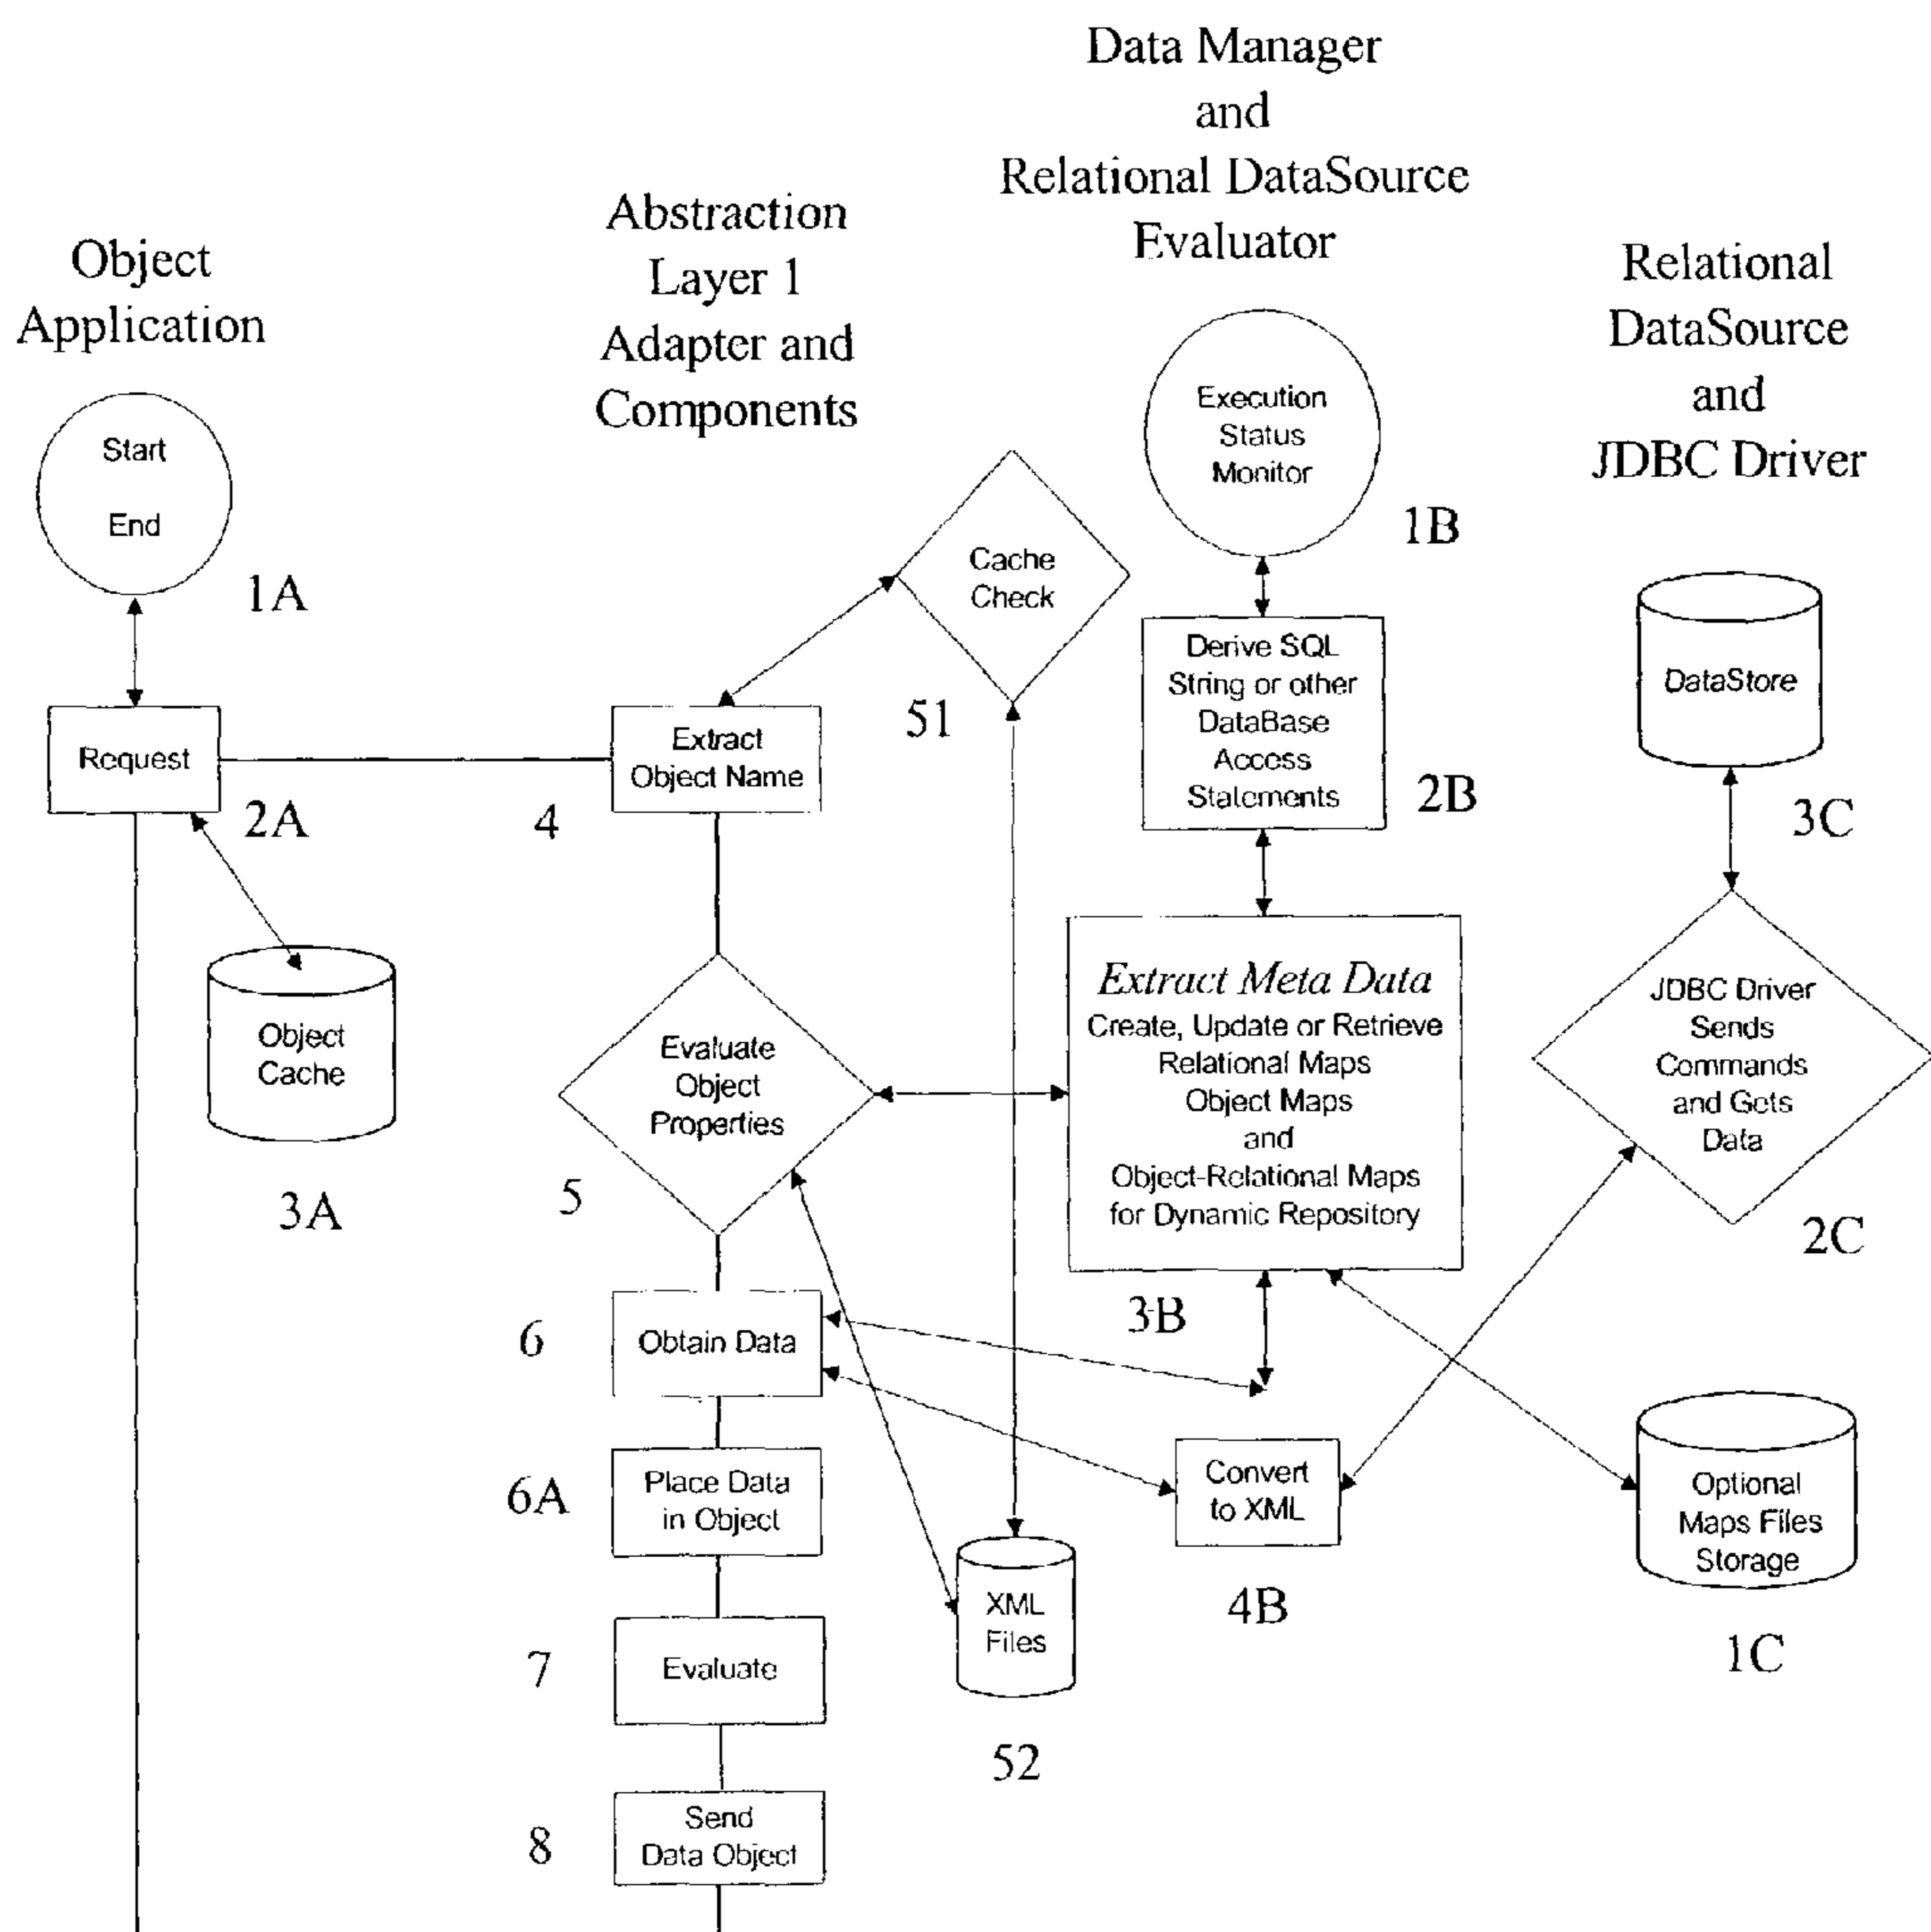 Data Manager
and
Relational DataSource
Evaluator
Abstraction
Layer 1
Adapter and
Components
Object
Application
Relational
DataSource
and
JDBC Driver
Start
End
1A
Request
2A
Object
Cache
3A
Extract
Object Name
4
Cache
Check
51
Evaluate
Object
Properties
5
Obtain Data
6
Place Data
in Object
6A
Evaluate
7
Send
Data Object
8
XML
Files
52
Execution
Status
Monitor
1B
Derive SQL
String or other
DataBase
Access
Statements
2B
Extract Meta Data
Create, Update or Retrieve
Relational Maps
Object Maps
and
Object-Relational Maps
for Dynamic Repository
3B
Convert
to XML
4B
DataStore
3C
JDBC Driver
Sends
Commands
and Gets
Data
2C
Optional
Maps Files
Storage
1C